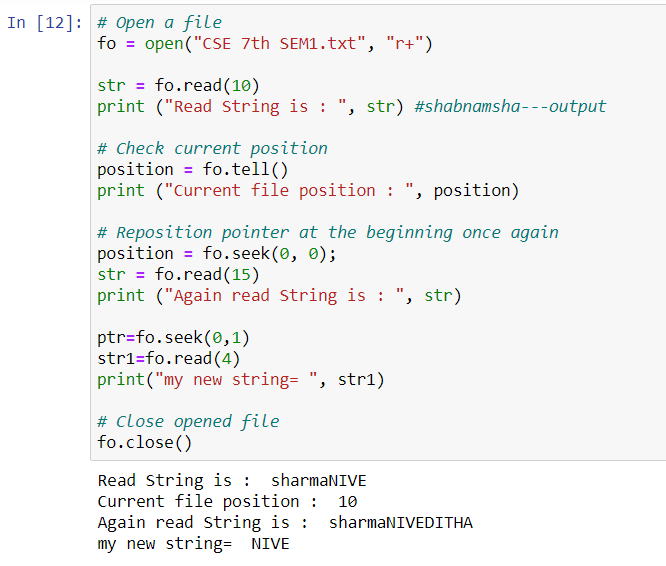 In [12]: # Open a file
fo = open("CSE 7th SEM1.txt", "r+")
str = fo.read(10)
print ("Read String is : ", str) #shabnamsha---output
# Check current position
position = fo.tell()
print ("Current file position : ", position)
# Reposition pointer at the beginning once again
position = fo.seek(0, 0);
str = fo.read(15)
print ("Again read String is : ", str)
ptr=fo.seek(0,1)
str1=fo.read(4)
print("my new string= ", str1)
# Close opened file
fo.close()
Read String is :  sharmaNIVE
Current file position :  10
Again read String is :  sharmaNIVEDITHA
my new string=  NIVE